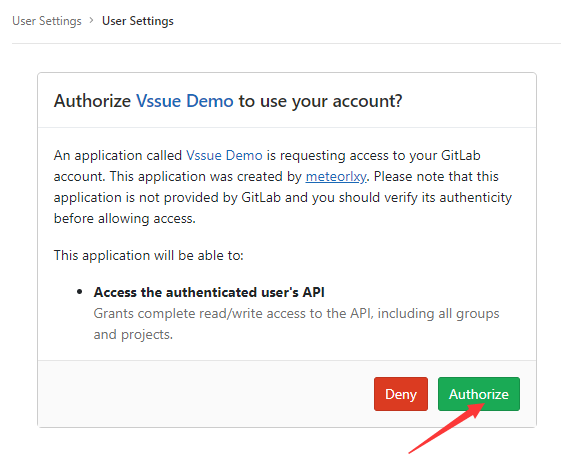 User Settings > User Settings
Authorize Vssue Demo to use your account?
An application called Vssue Demo is requesting access to your GitLab
account. This application was created by meteorlxy. Please note that this
application is not provided by GitLab and you should verify its authenticity
before allowing access.
This application will be able to:
• Access the authenticated user's API
Grants complete read/write access to the API, including all groups
and projects.
Deny Authorize